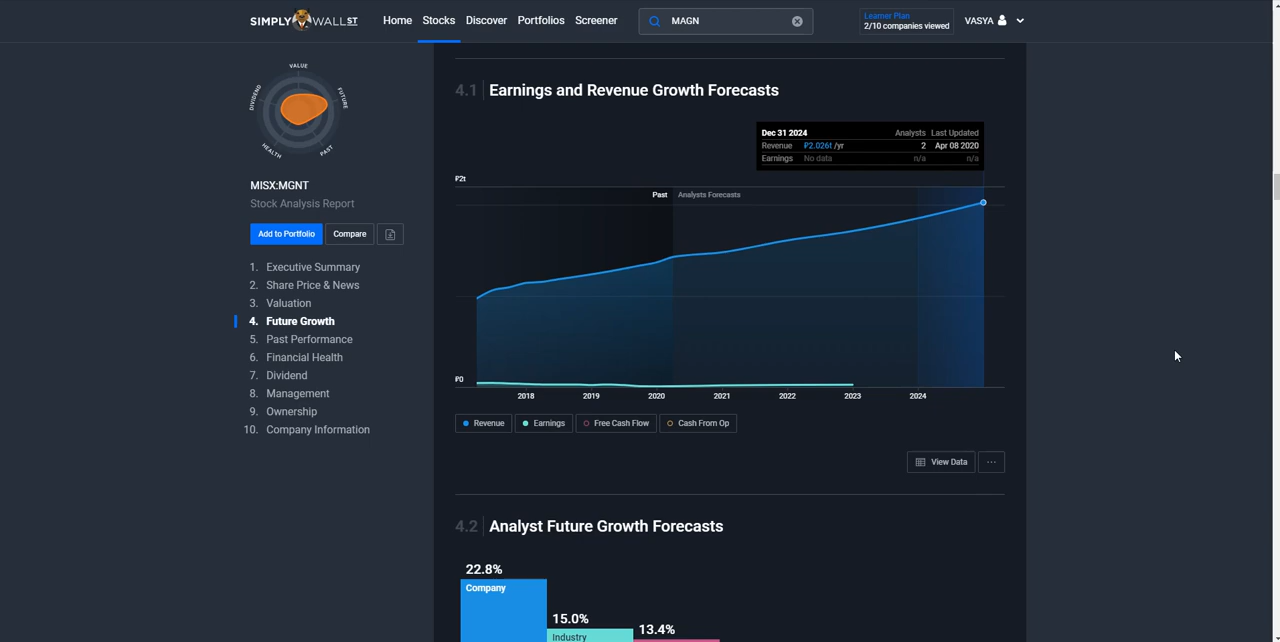 SIMPLY WALL ST
Home Stocks Discover Portfolios Screener
MAGN
Learner Plan
2/10 companies viewed
VASYA
VALUE
FUTURE
PAST
HEALTH
DIVIDEND
MISX:MGNT
Stock Analysis Report
Add to Portfolio Compare
1. Executive Summary
2. Share Price & News
3. Valuation
4. Future Growth
5. Past Performance
6. Financial Health
7. Dividend
8. Management
9. Ownership
10. Company Information
4.1 Earnings and Revenue Growth Forecasts
Dec 31 2024 Analysts Last Updated
Revenue ₽2.026t /yr 2 Apr 08 2020
Earnings No data n/a n/a
₽2t
Past Analysts Forecasts
₽0
2018 2019 2020 2021 2022 2023 2024
Revenue Earnings Free Cash Flow Cash From Op
View Data ...
4.2 Analyst Future Growth Forecasts
22.8%
Company
15.0%
Industry
13.4%